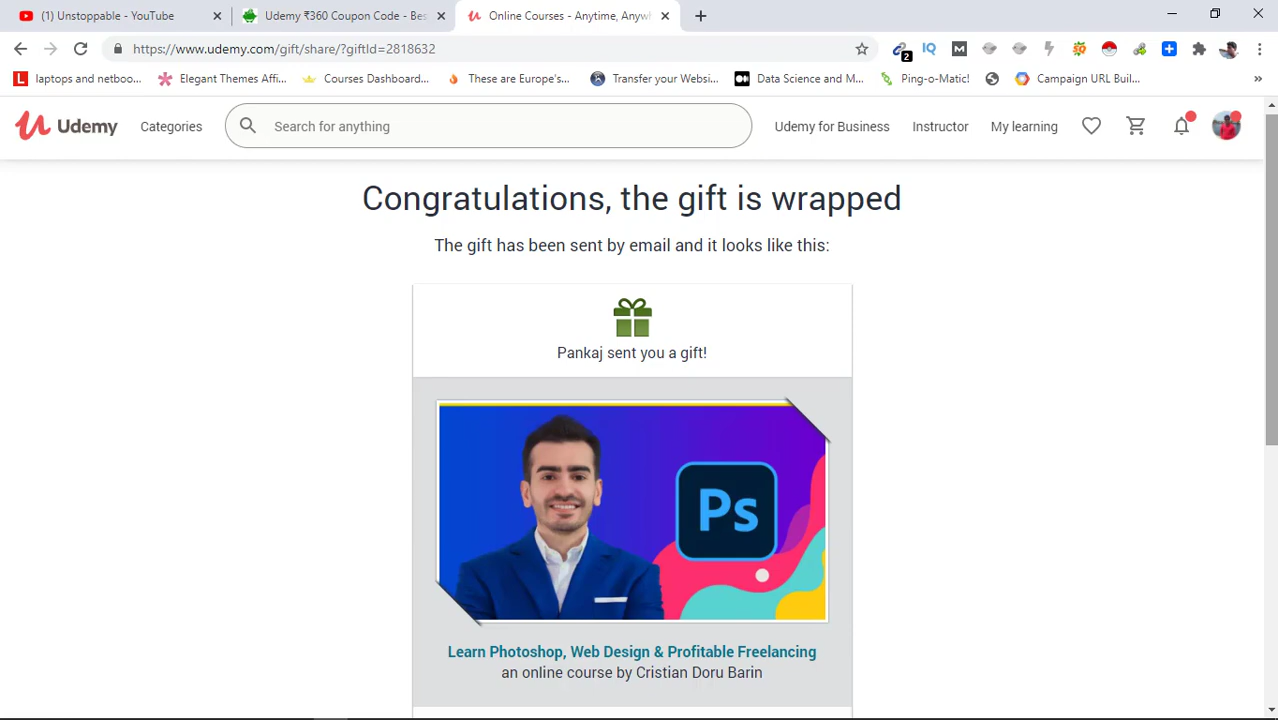 (1) Unstoppable - YouTube
Udemy ₹360 Coupon Code - Bes
Online Courses - Anytime, Anyw
https://www.udemy.com/gift/share/?giftId=2818632
2
IQ
M
L
laptops and netboo...
Elegant Themes Affi...
Courses Dashboard...
These are Europe's...
Transfer your Websi...
Data Science and M...
Ping-o-Matic!
Campaign URL Buil...
»
Udemy
Categories
Search for anything
Udemy for Business
Instructor
My learning
Congratulations, the gift is wrapped
The gift has been sent by email and it looks like this:
Pankaj sent you a gift!
Ps
Learn Photoshop, Web Design & Profitable Freelancing
an online course by Cristian Doru Barin